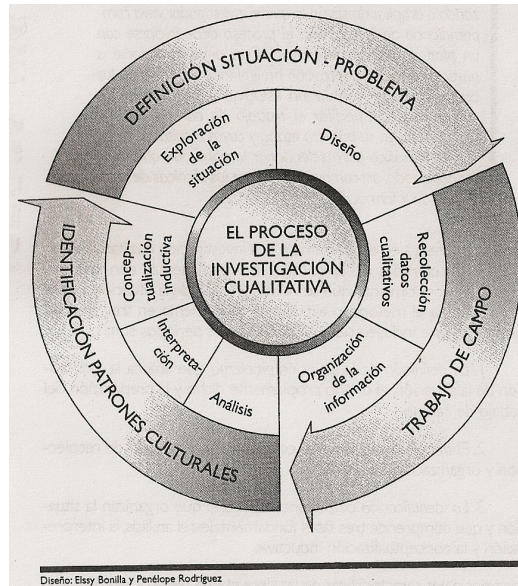 DEFINICIÓN SITUACIÓN - PROBLEMA
Exploración
de la
situación
Diseño
EL PROCESO
DE LA
INVESTIGACIÓN
CUALITATIVA
Recolección
datos
cualitativos
Organización
de la
información
TRABAJO DE CAMPO
Análisis
Interpreta-
ción
Concep--
tualización
inductiva
IDENTIFICACIÓN PATRONES CULTURALES
Diseño: Elssy Bonilla y Penélope Rodríguez